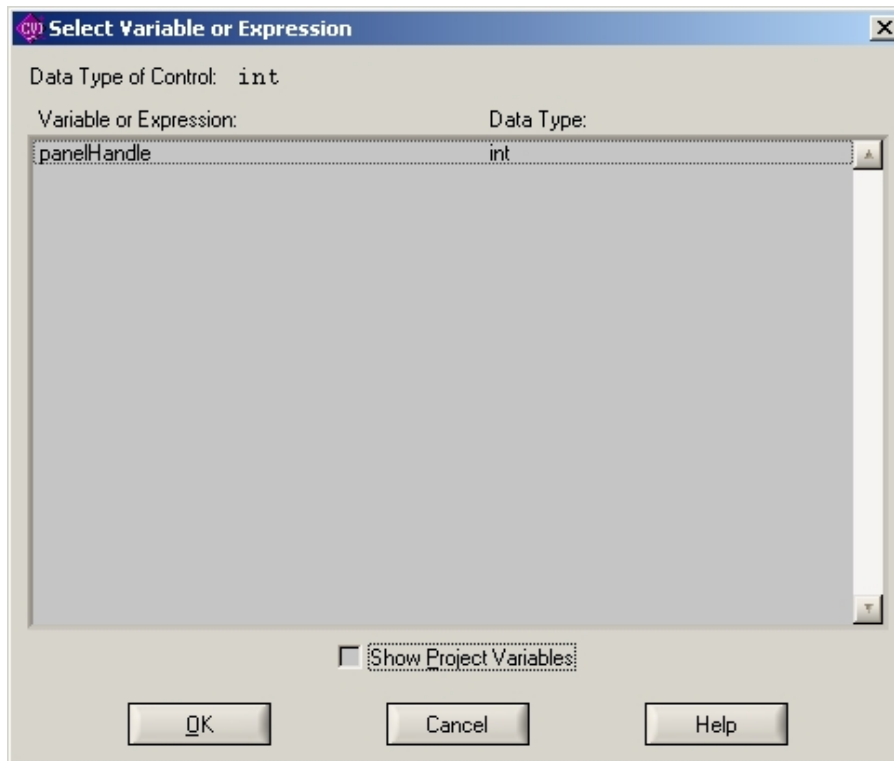 CVI Select Variable or Expression
Data Type of Control: int
Variable or Expression: Data Type:
panelHandle int
Show Project Variables
OK Cancel Help